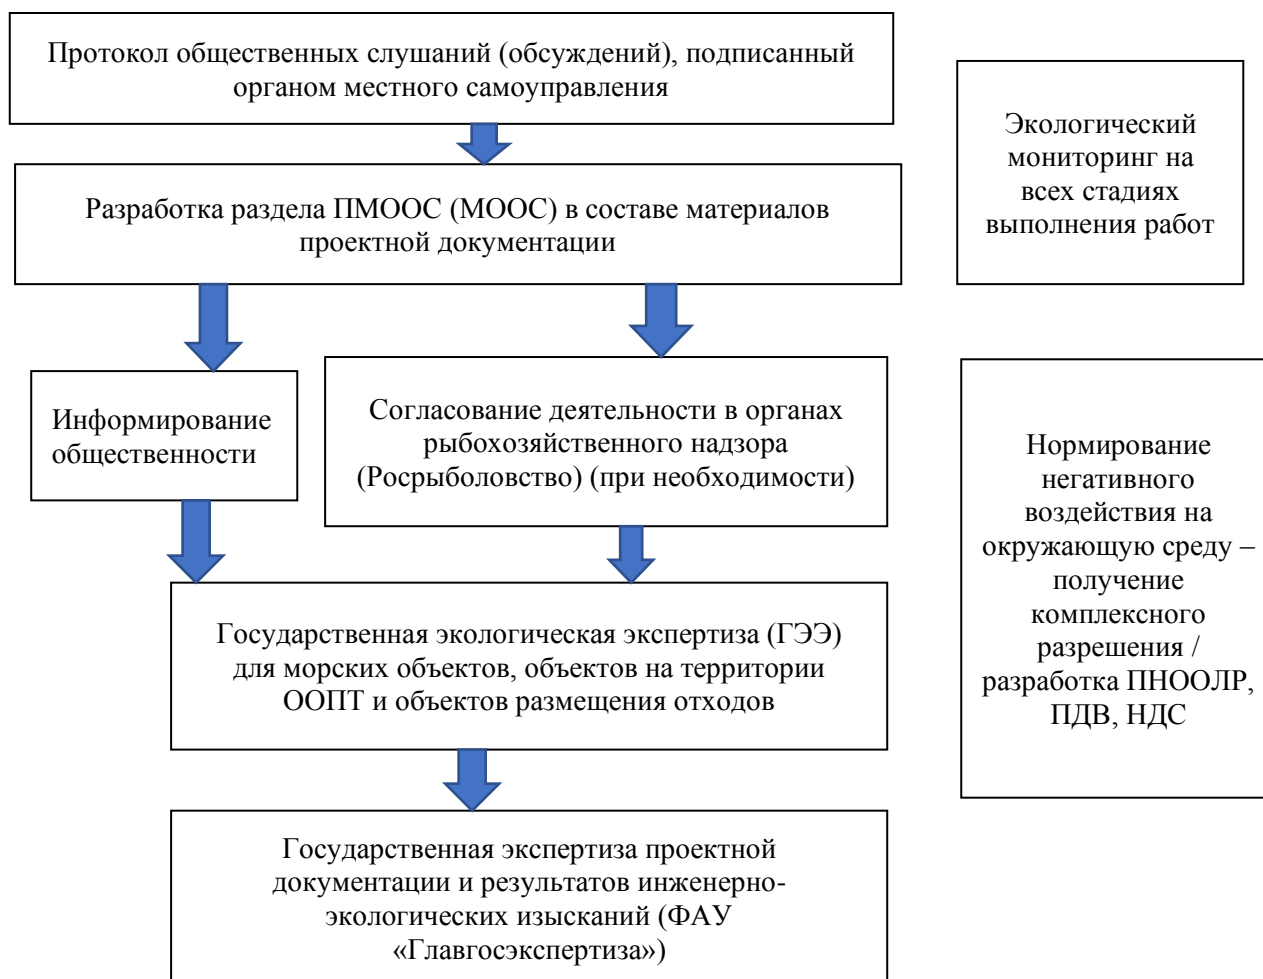 Протокол общественных слушаний (обсуждений), подписанный
органом местного самоуправления
Экологический
мониторинг на
всех стадиях
выполнения работ
Разработка раздела ПМООС (МООС) в составе материалов
проектной документации
Информирование
общественности
Согласование деятельности в органах
рыбохозяйственного надзора
(Росрыболовство) (при необходимости)
Нормирование
негативного
воздействия на
окружающую среду –
получение
комплексного
разрешения /
разработка ПНООЛР,
ПДВ, НДС
Государственная экологическая экспертиза (ГЭЭ)
для морских объектов, объектов на территории
ООПТ и объектов размещения отходов
Государственная экспертиза проектной
документации и результатов инженерно-
экологических изысканий (ФАУ
«Главгосэкспертиза»)